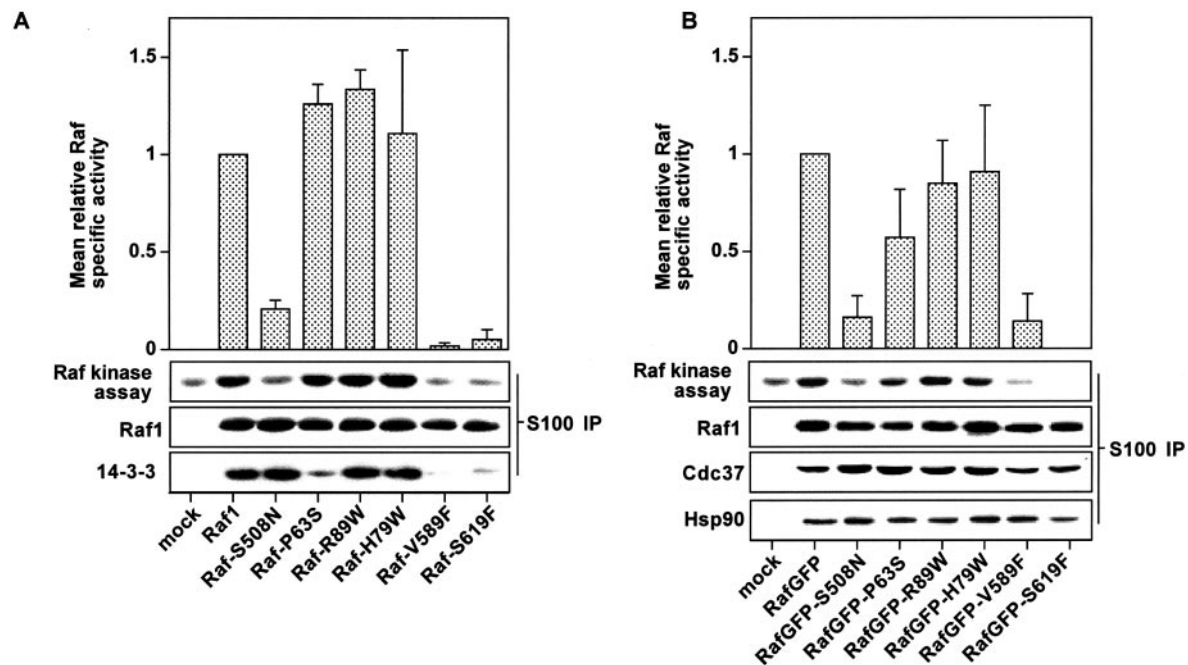 A
1.5
1
0.5
0
Mean relative Raf
specific activity
Raf kinase
assay
Raf1
14-3-3
S100 IP
mock
Raf1
Raf-S508N
Raf-P63S
Raf-R89W
Raf-H79W
Raf-V589F
Raf-S619F
B
1.5
1
0.5
0
Mean relative Raf
specific activity
Raf kinase
assay
Raf1
Cdc37
Hsp90
S100 IP
mock
RafGFP
RafGFP-S508N
RafGFP-P63S
RafGFP-R89W
RafGFP-H79W
RafGFP-V589F
RafGFP-S619F